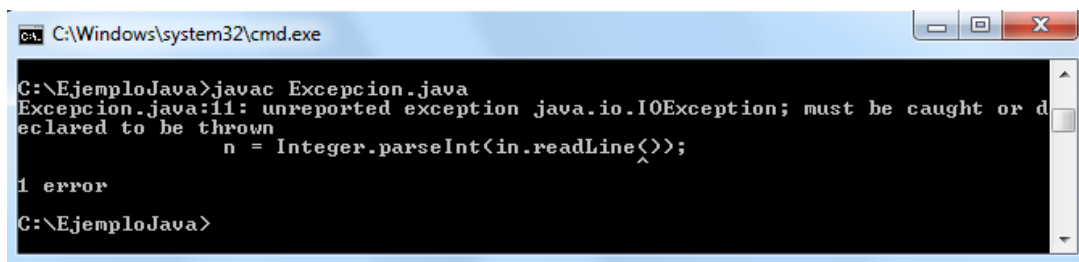 C:\Windows\system32\cmd.exe
C:\EjemploJava>javac Excepcion.java
Excepcion.java:11: unreported exception java.io.IOException; must be caught or d
eclared to be thrown
n = Integer.parseInt(in.readLine());
^
1 error
C:\EjemploJava>